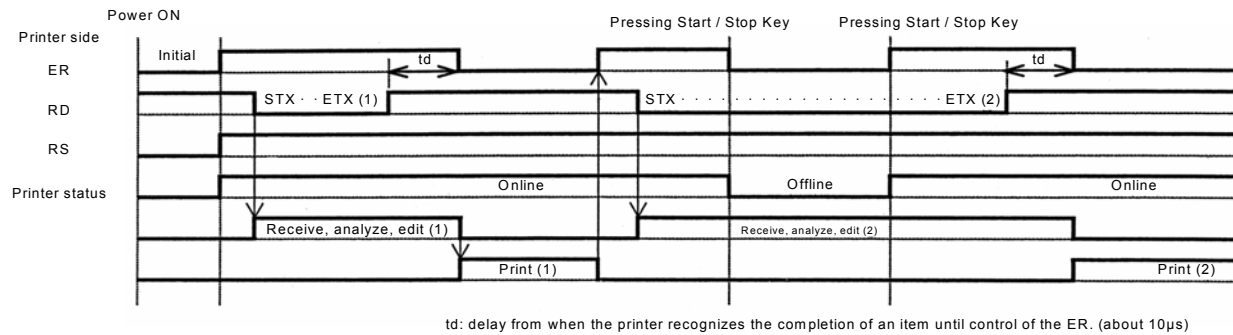 Power ON
Pressing Start / Stop Key
Pressing Start / Stop Key
Printer side
Initial
ER
td
td
RD
STX · · ETX (1)
STX · · · · · · · · · · · · · · · · · · · · ETX (2)
RS
Printer status
Online
Offline
Online
Receive, analyze, edit (1)
Receive, analyze, edit (2)
Print (1)
Print (2)
td: delay from when the printer recognizes the completion of an item until control of the ER. (about 10µs)